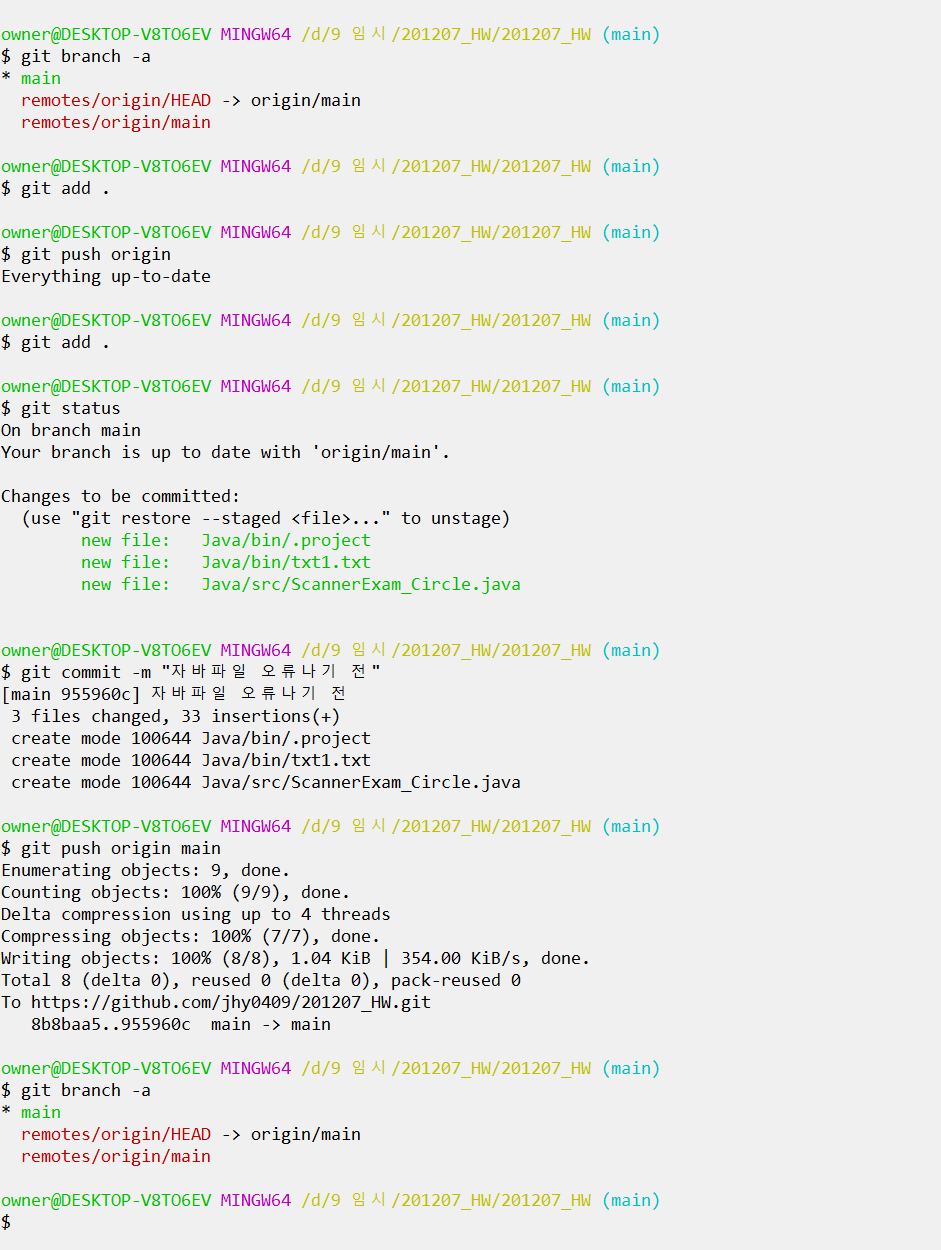 owner@DESKTOP-V8TO6EV MINGW64 /d/9 임시/201207_HW/201207_HW (main)
$ git branch -a
* main
  remotes/origin/HEAD -> origin/main
  remotes/origin/main

owner@DESKTOP-V8TO6EV MINGW64 /d/9 임시/201207_HW/201207_HW (main)
$ git add .

owner@DESKTOP-V8TO6EV MINGW64 /d/9 임시/201207_HW/201207_HW (main)
$ git push origin
Everything up-to-date

owner@DESKTOP-V8TO6EV MINGW64 /d/9 임시/201207_HW/201207_HW (main)
$ git add .

owner@DESKTOP-V8TO6EV MINGW64 /d/9 임시/201207_HW/201207_HW (main)
$ git status
On branch main
Your branch is up to date with 'origin/main'.

Changes to be committed:
  (use "git restore --staged <file>..." to unstage)
        new file:   Java/bin/.project
        new file:   Java/bin/txt1.txt
        new file:   Java/src/ScannerExam_Circle.java


owner@DESKTOP-V8TO6EV MINGW64 /d/9 임시/201207_HW/201207_HW (main)
$ git commit -m "자바파일 오류나기 전"
[main 955960c] 자바파일 오류나기 전
 3 files changed, 33 insertions(+)
 create mode 100644 Java/bin/.project
 create mode 100644 Java/bin/txt1.txt
 create mode 100644 Java/src/ScannerExam_Circle.java

owner@DESKTOP-V8TO6EV MINGW64 /d/9 임시/201207_HW/201207_HW (main)
$ git push origin main
Enumerating objects: 9, done.
Counting objects: 100% (9/9), done.
Delta compression using up to 4 threads
Compressing objects: 100% (7/7), done.
Writing objects: 100% (8/8), 1.04 KiB | 354.00 KiB/s, done.
Total 8 (delta 0), reused 0 (delta 0), pack-reused 0
To https://github.com/jhy0409/201207_HW.git
   8b8baa5..955960c  main -> main

owner@DESKTOP-V8TO6EV MINGW64 /d/9 임시/201207_HW/201207_HW (main)
$ git branch -a
* main
  remotes/origin/HEAD -> origin/main
  remotes/origin/main

owner@DESKTOP-V8TO6EV MINGW64 /d/9 임시/201207_HW/201207_HW (main)
$